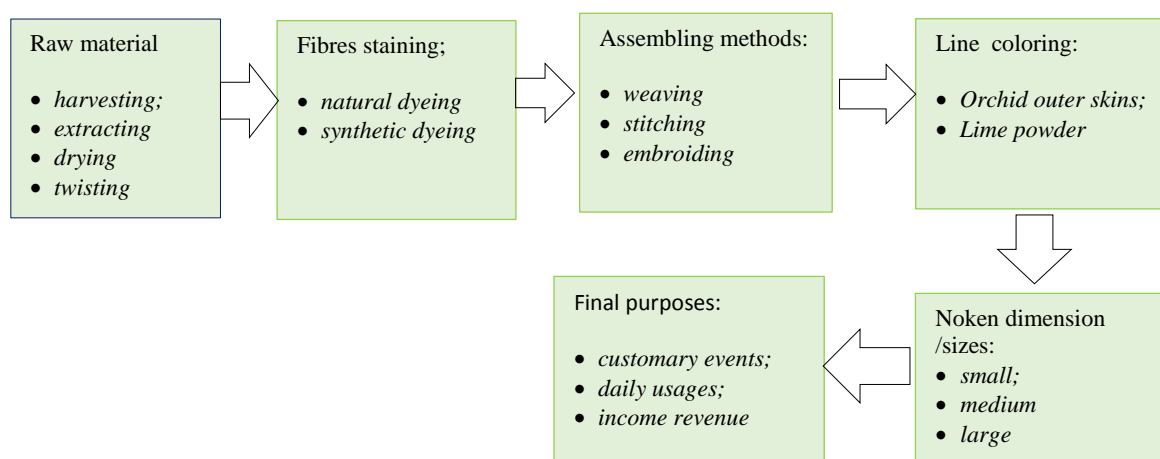 Raw material
• harvesting;
• extracting
• drying
• twisting
Fibres staining;
• natural dyeing
• synthetic dyeing
Assembling methods:
• weaving
• stitching
• embroiding
Line coloring:
• Orchid outer skins;
• Lime powder
Noken dimension
/sizes:
• small;
• medium
• large
Final purposes:
• customary events;
• daily usages;
• income revenue